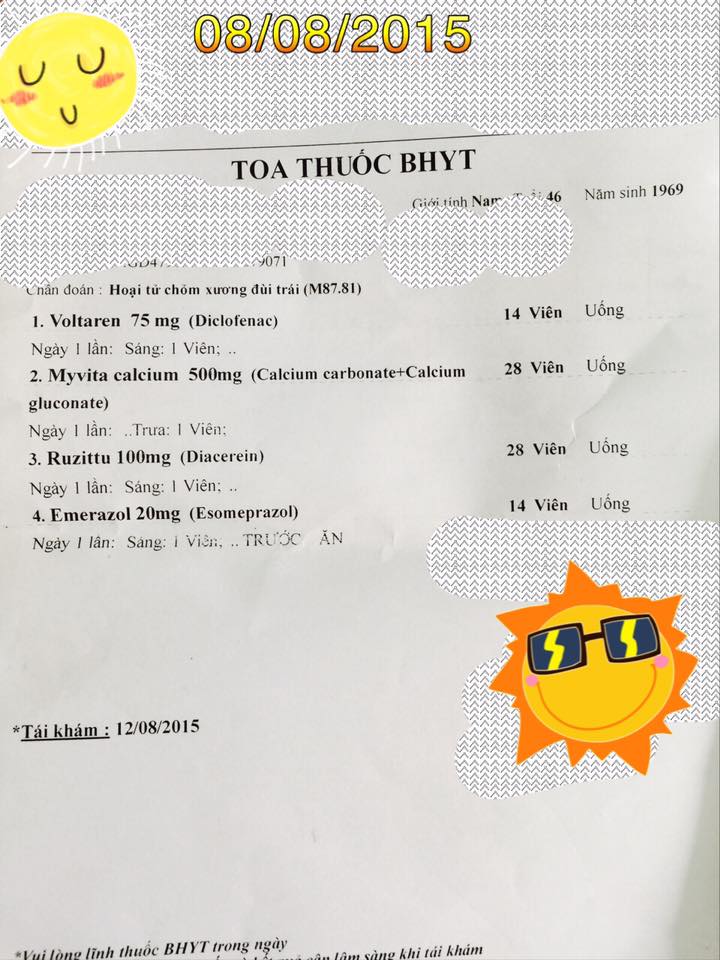 08/08/2015
TOA THUỐC BHYT
Giới tính Nam Tuổi 46 Năm sinh 1969
9071
Chẩn đoán : Hoại tử chỏm xương đùi trái (M87.81)
1. Voltaren 75 mg (Diclofenac) 14 Viên Uống
Ngày 1 lần: Sáng: 1 Viên; ..
2. Myvita calcium 500mg (Calcium carbonate+Calcium 28 Viên Uống
gluconate)
Ngày 1 lần: ..Trưa: 1 Viên;
3. Ruzittu 100mg (Diacerein) 28 Viên Uống
Ngày 1 lần: Sáng: 1 Viên; ..
4. Emerazol 20mg (Esomeprazol) 14 Viên Uống
Ngày 1 lần: Sáng: 1 Viên; .. TRƯỚC ĂN
*Tái khám : 12/08/2015
*Vui lòng lĩnh thuốc BHYT trong ngày
cận lâm sàng khi tái khám